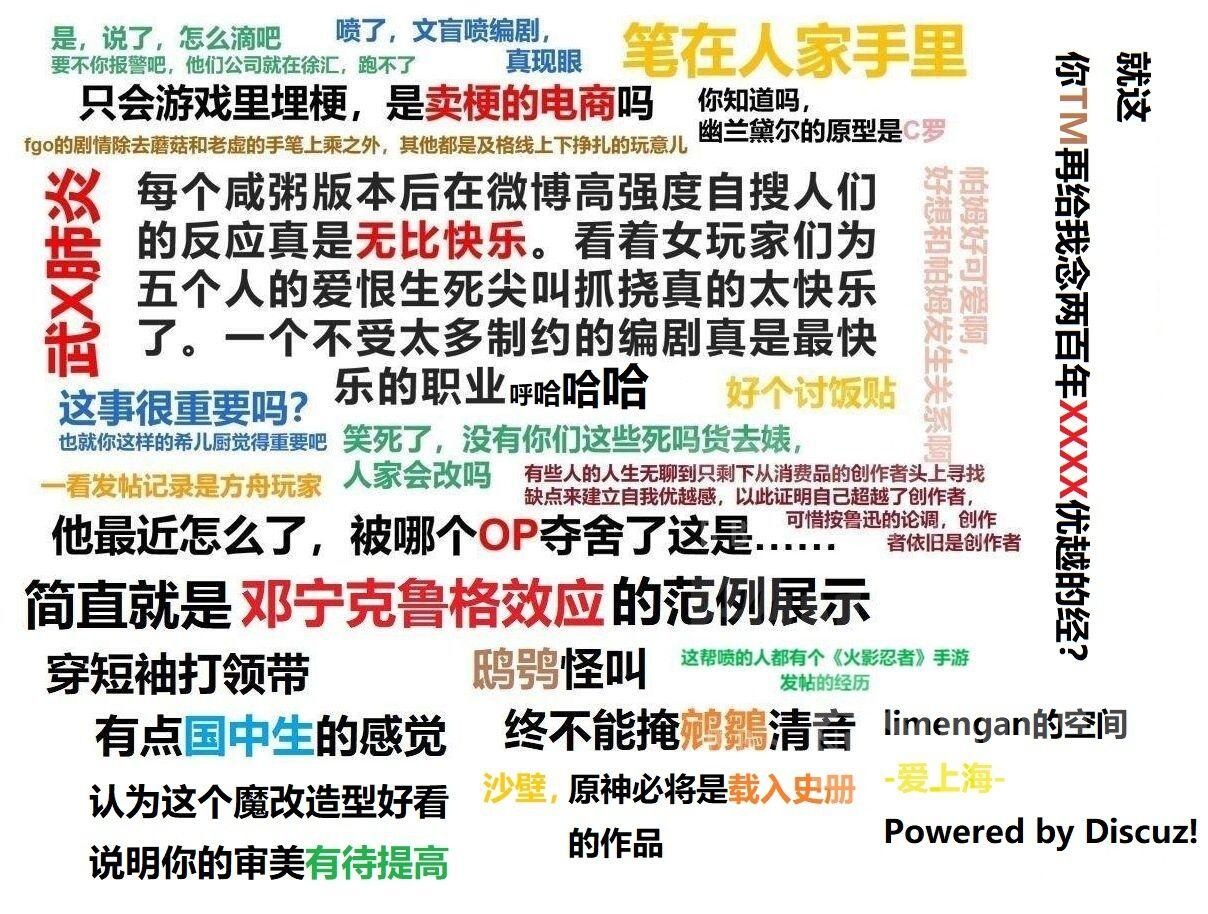 是，说了，怎么滴吧
要不你报警吧，他们公司就在徐汇，跑不了
喷了，文盲喷编剧，
真现眼
笔在人家手里
只会游戏里埋梗，是卖梗的电商吗
你知道吗，
幽兰黛尔的原型是C罗
fgo的剧情除去蘑菇和老虚的手笔上乘之外，其他都是及格线上下挣扎的玩意儿
就这
你TM再给我念两百年XXXX优越的经？
武X肺炎
每个咸粥版本后在微博高强度自搜人们
的反应真是无比快乐。看着女玩家们为
五个人的爱恨生死尖叫抓挠真的太快乐
了。一个不受太多制约的编剧真是最快
乐的职业呼哈哈哈
帕姆好可爱啊，
好想和帕姆发生关系啊
这事很重要吗？
也就你这样的希儿厨觉得重要吧
好个讨饭贴
笑死了，没有你们这些死吗货去婊，
人家会改吗
一看发帖记录是方舟玩家
有些人的人生无聊到只剩下从消费品的创作者头上寻找
缺点来建立自我优越感，以此证明自己超越了创作者，
可惜按鲁迅的论调，创作
者依旧是创作者
他最近怎么了，被哪个OP夺舍了这是……
简直就是邓宁克鲁格效应的范例展示
穿短袖打领带
有点国中生的感觉
认为这个魔改造型好看
说明你的审美有待提高
鸱鸮怪叫
终不能掩鹓鶵清音
这帮喷的人都有个《火影忍者》手游
发帖的经历
沙壁，原神必将是载入史册
的作品
limengan的空间
-爱上海-
Powered by Discuz!